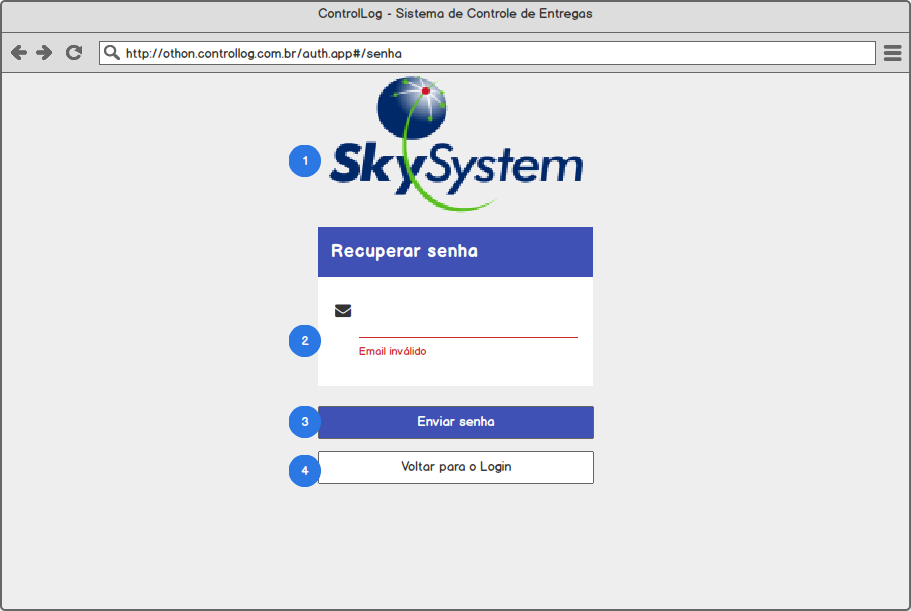 ControlLog - Sistema de Controle de Entregas
http://othon.controllog.com.br/auth.app#/senha
1
SkySystem
Recuperar senha
2
Email inválido
3
Enviar senha
4
Voltar para o Login